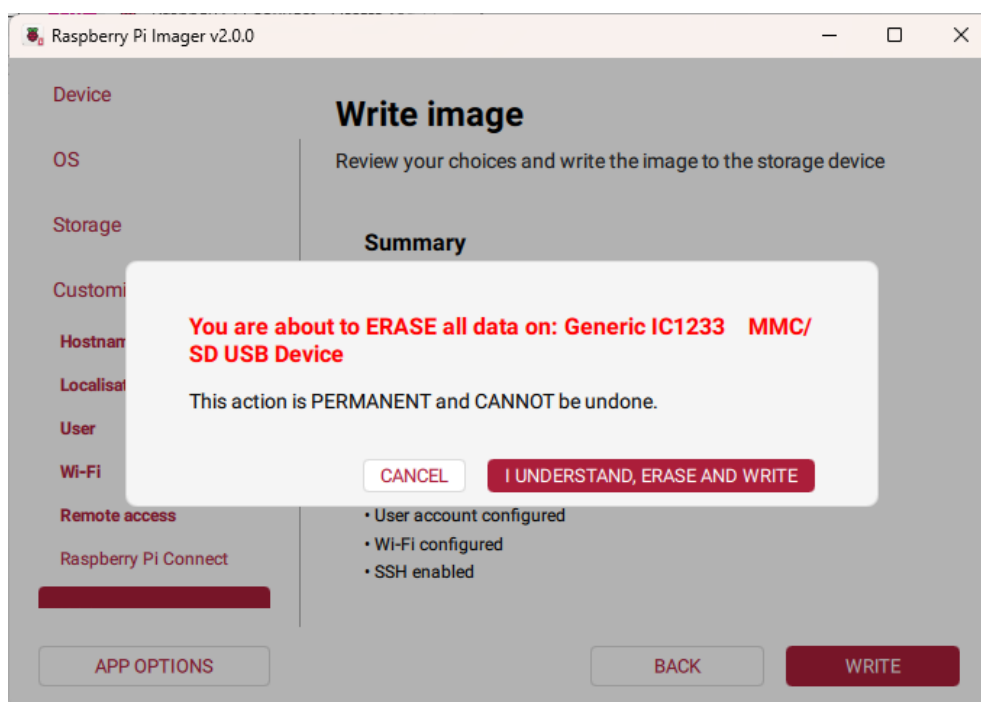 Raspberry Pi Imager v2.0.0
Device
OS
Storage
Customi
Hostnam
Localisat
User
Wi-Fi
Remote access
Raspberry Pi Connect
APP OPTIONS
Write image
Review your choices and write the image to the storage device
Summary
You are about to ERASE all data on: Generic IC1233 MMC/
SD USB Device
This action is PERMANENT and CANNOT be undone.
CANCEL
I UNDERSTAND, ERASE AND WRITE
• User account configured
• Wi-Fi configured
• SSH enabled
BACK
WRITE